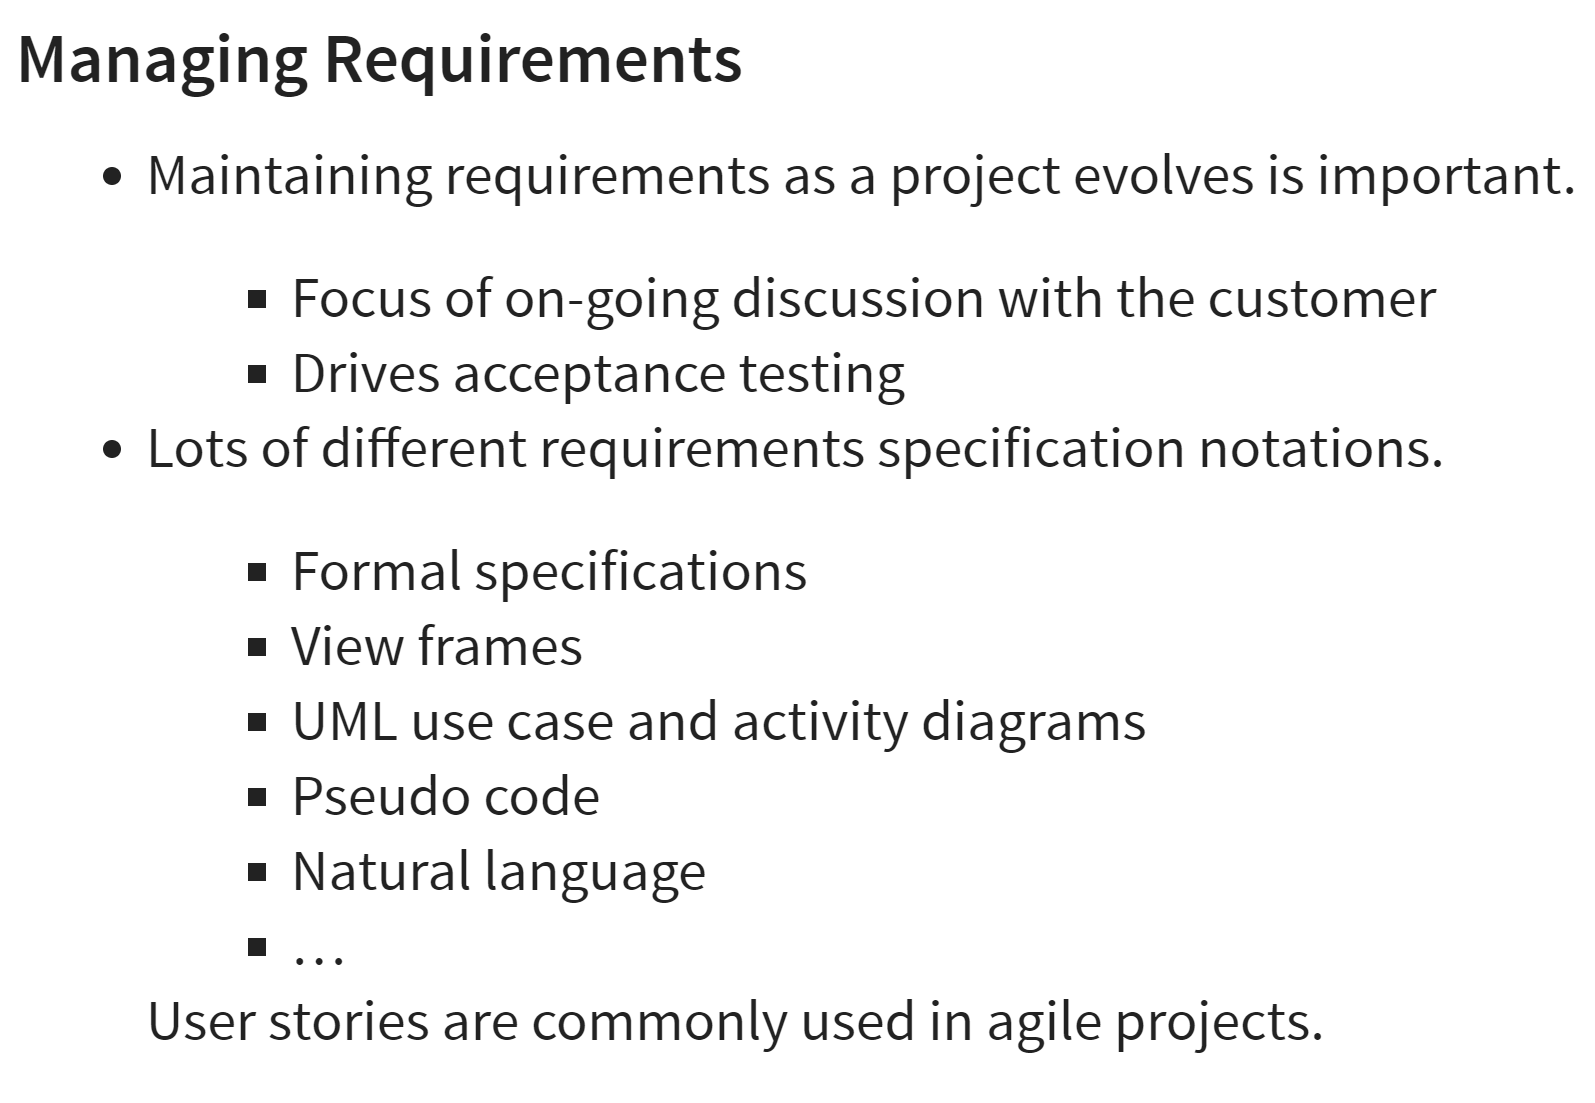 Managing Requirements
• Maintaining requirements as a project evolves is important.
▪ Focus of on-going discussion with the customer
▪ Drives acceptance testing
• Lots of different requirements specification notations.
▪ Formal specifications
▪ View frames
▪ UML use case and activity diagrams
▪ Pseudo code
▪ Natural language
▪ …
User stories are commonly used in agile projects.